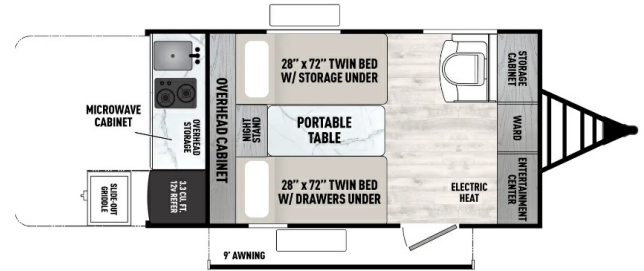 28" x 72" TWIN BED
W/ STORAGE UNDER
STORAGE
CABINET
MICROWAVE
CABINET
OVERHEAD
STORAGE
OVERHEAD CABINET
NIGHT
STAND
PORTABLE
TABLE
WARD
3.3 CU. FT.
12v REFER
SLIDE-OUT
GRIDDLE
28" x 72" TWIN BED
W/ DRAWERS UNDER
ELECTRIC
HEAT
ENTERTAINMENT
CENTER
9' AWNING